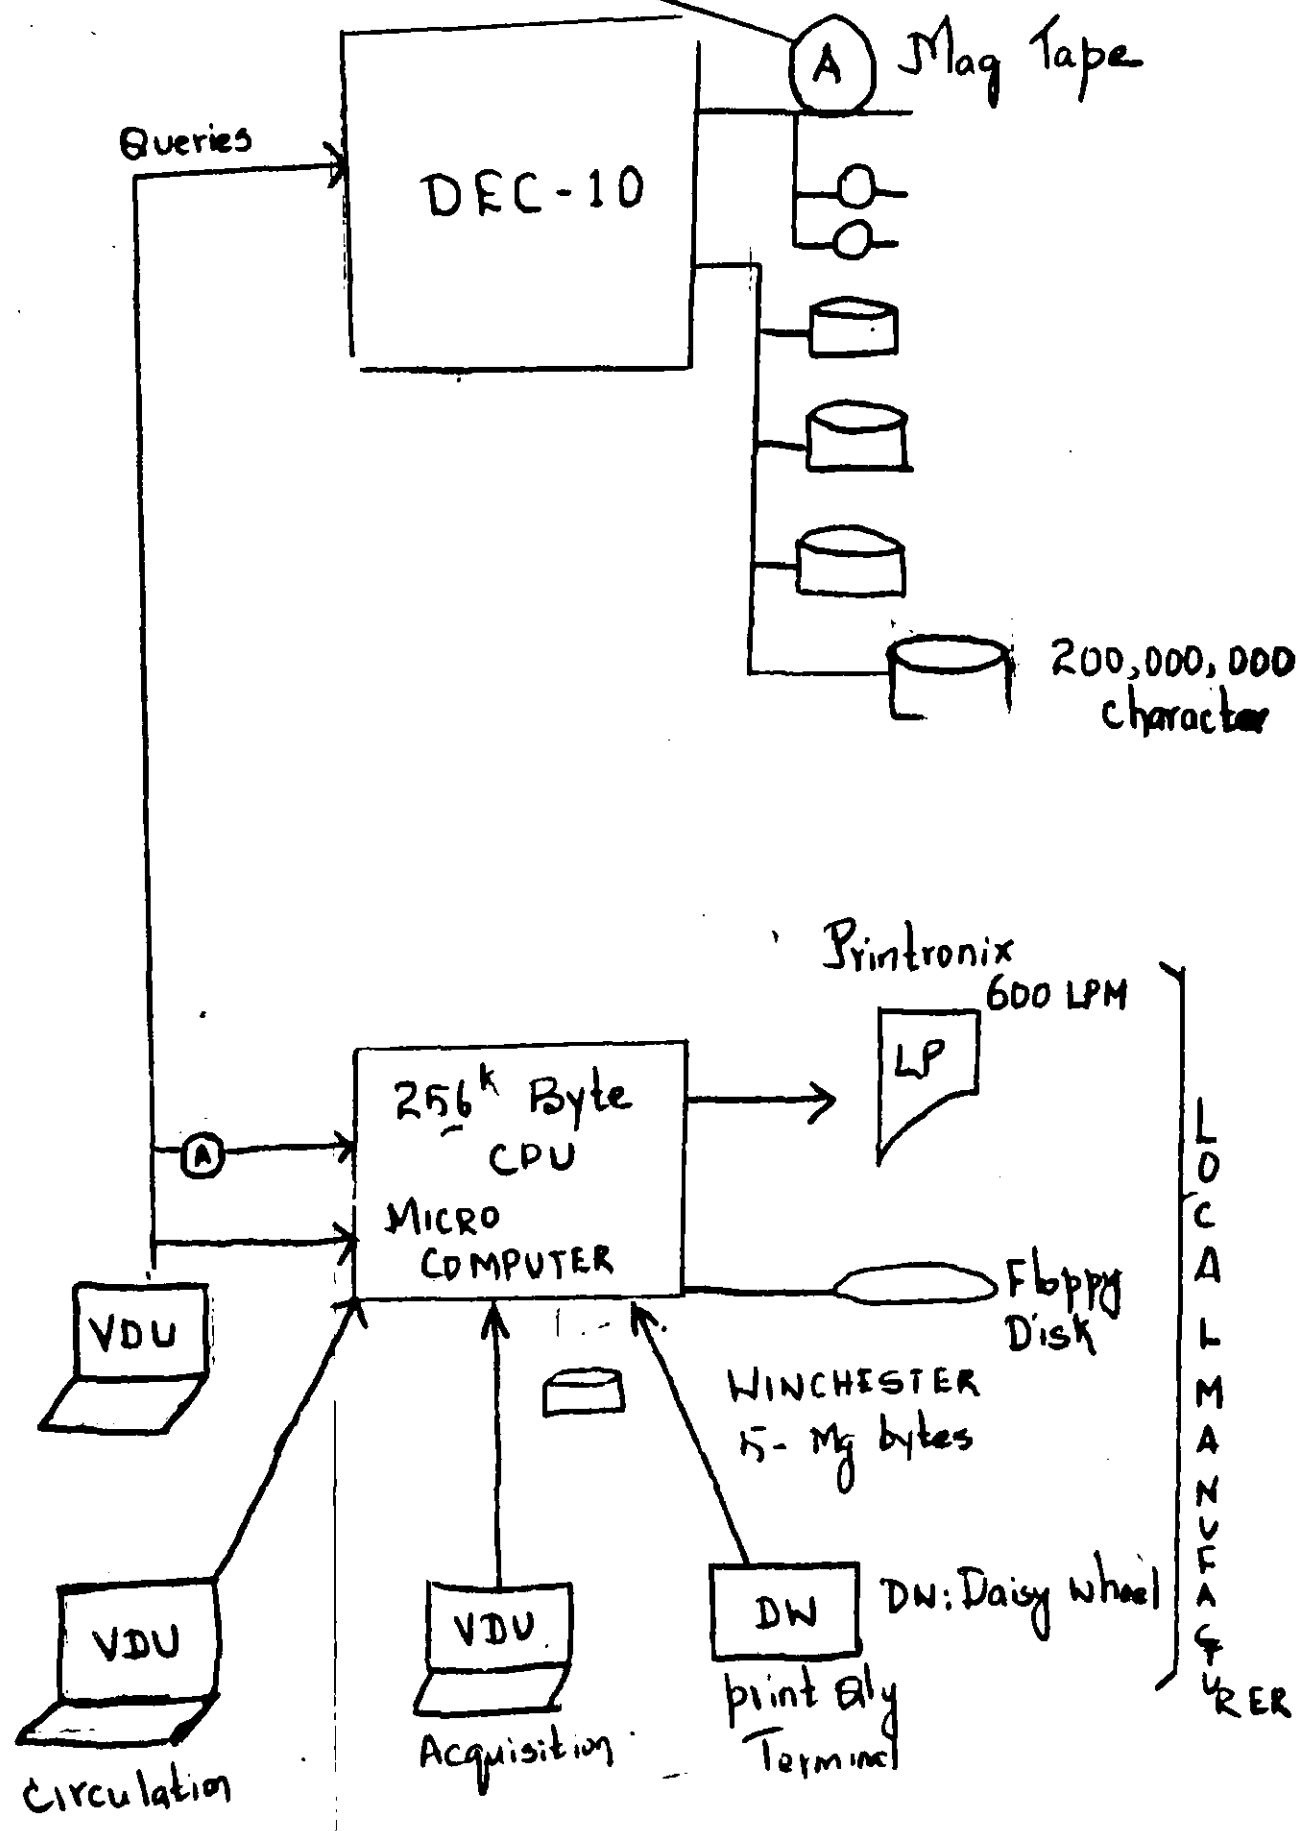 A
Mag Tape
Queries
DEC-10
200,000,000
character
Printronix
600 LPM
LP
256k Byte
CPU
A
MICRO
COMPUTER
Floppy
Disk
VDU
WINCHESTER
5- Mg bytes
VDU
VDU
DW
DW: Daisy wheel
print Qly
Terminal
Acquisition
Circulation
LOCAL MANUFACTURER